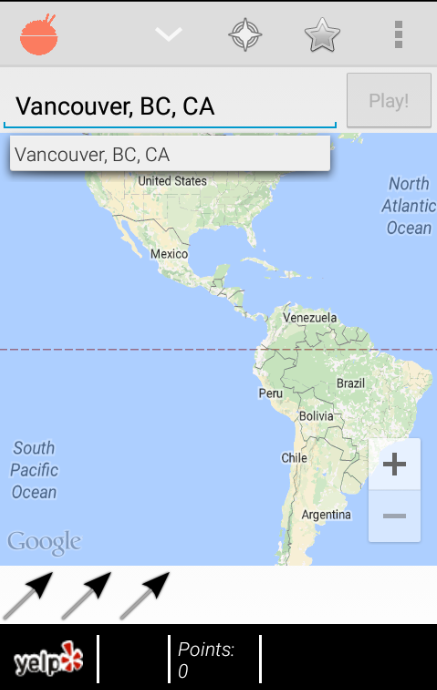 Vancouver, BC, CA
Play!
Vancouver, BC, CA
United States
North
Atlantic
Ocean
Mexico
Venezuela
Brazil
Peru
Bolivia
South
Pacific
Ocean
Chile
Argentina
Google
yelp
Points:
0